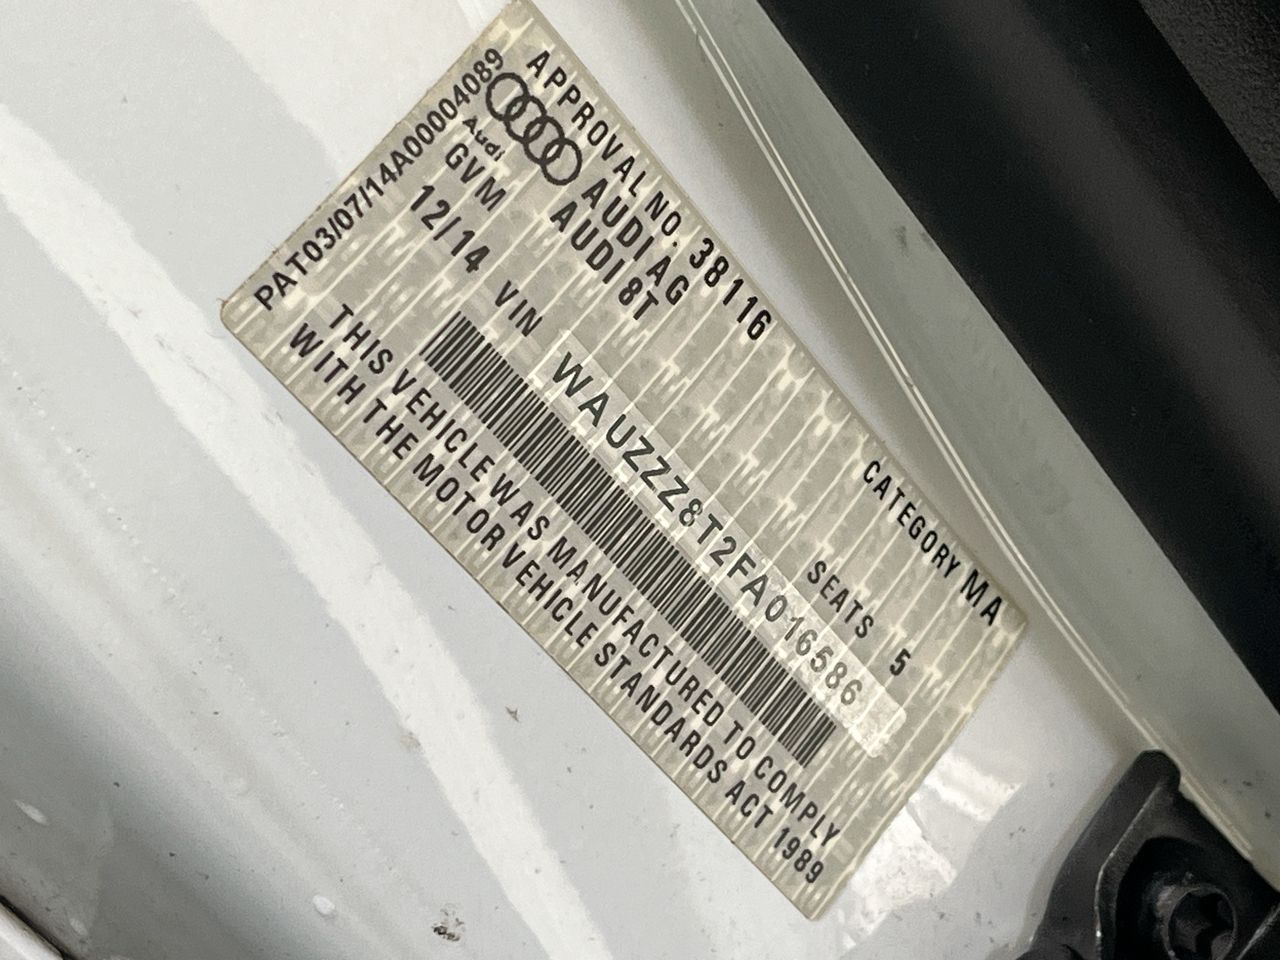 APPROVAL NO. 38116 CATEGORY MA
Audi AUDI AG
GVM AUDI 8T SEATS 5
12/14 VIN WAUZZZ8T2FA016586
THIS VEHICLE WAS MANUFACTURED TO COMPLY
WITH THE MOTOR VEHICLE STANDARDS ACT 1989
PAT03/07/14A00004089